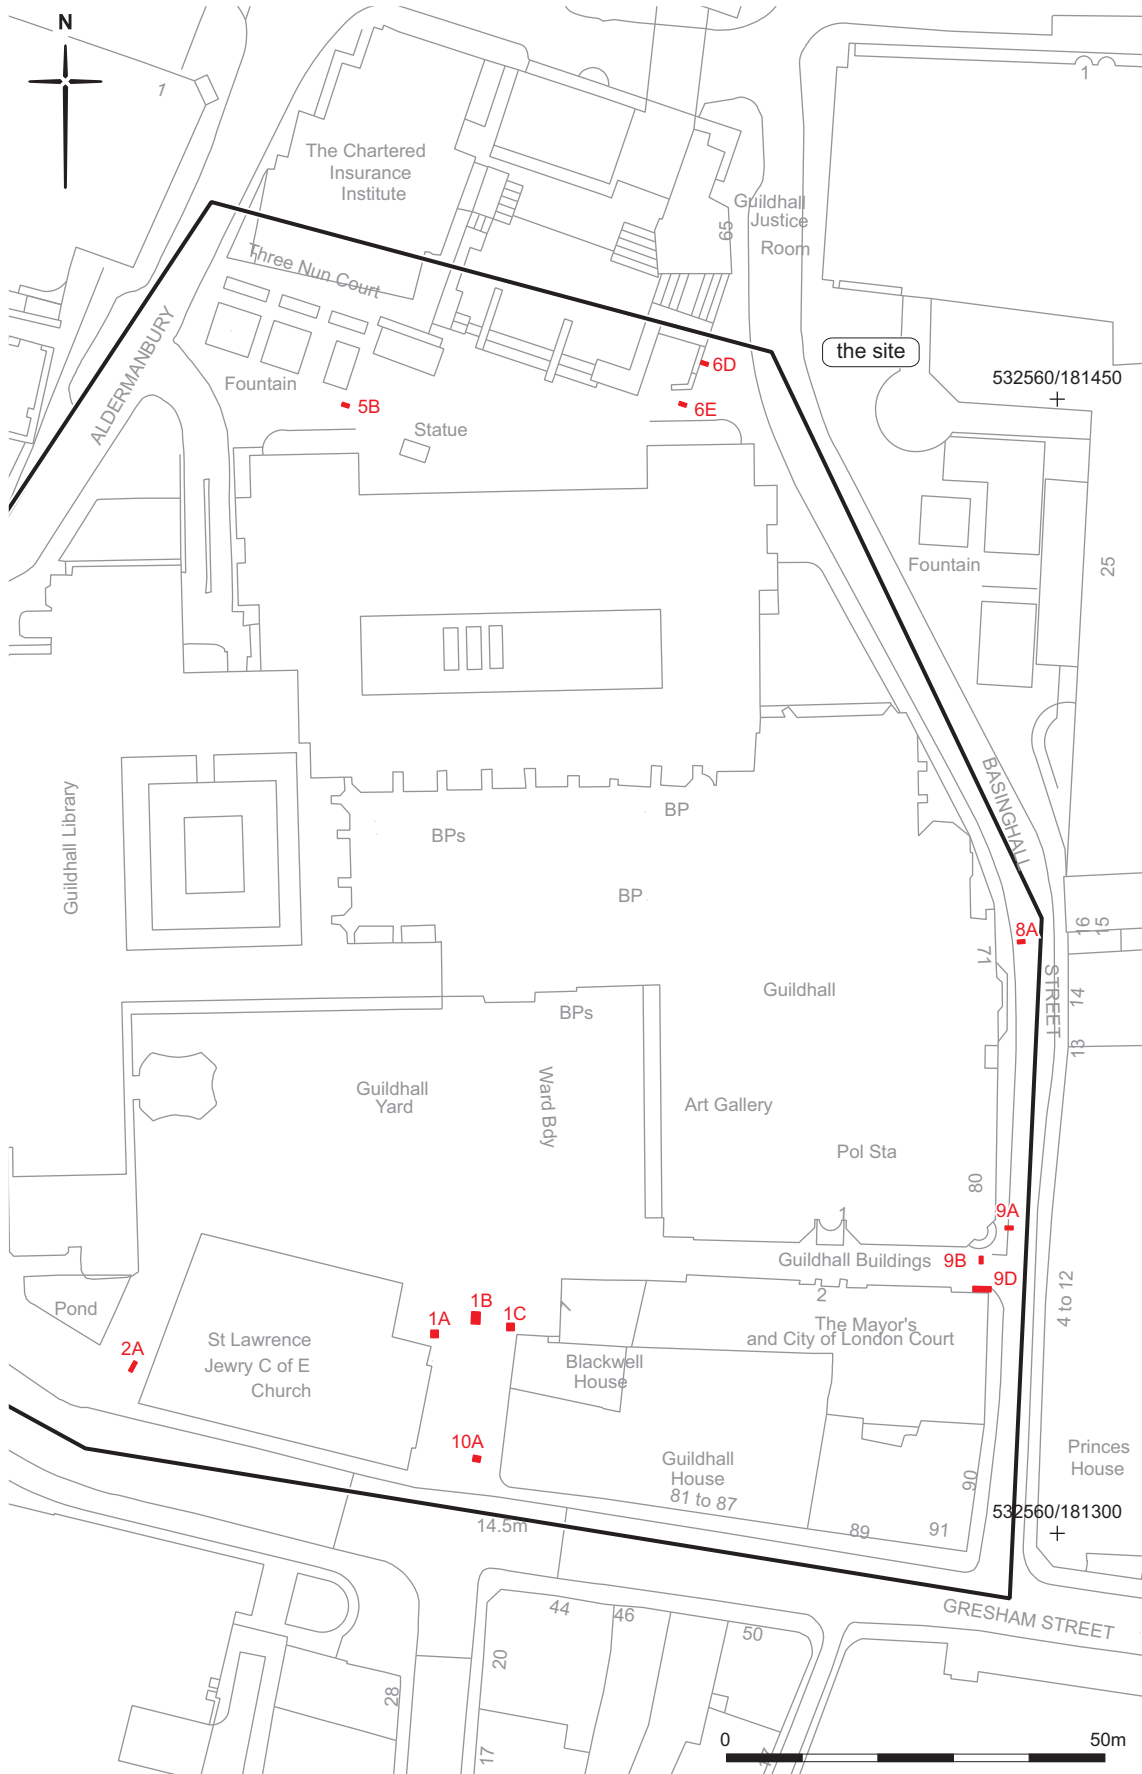 N
1
1
The Chartered
Insurance
Institute
Guildhall
Justice
Room
65
Three Nun Court
the site
ALDERMANBURY
6D
532560/181450
Fountain
5B
6E
Statue
Fountain
25
BASINGHALL
STREET
Guildhall Library
BPs
BP
BP
8A
16
15
71
14
13
Guildhall
BPs
Guildhall
Yard
Ward Bdy
Art Gallery
Pol Sta
80
9A
1
Guildhall Buildings
9B
9D
Pond
1A
1B
1C
7
2
4 to 12
The Mayor's
and City of London Court
St Lawrence
Jewry C of E
Church
2A
Blackwell
House
10A
Guildhall
House
81 to 87
90
Princes
House
532560/181300
14.5m
89
91
GRESHAM STREET
44
46
50
20
28
17
0
50m